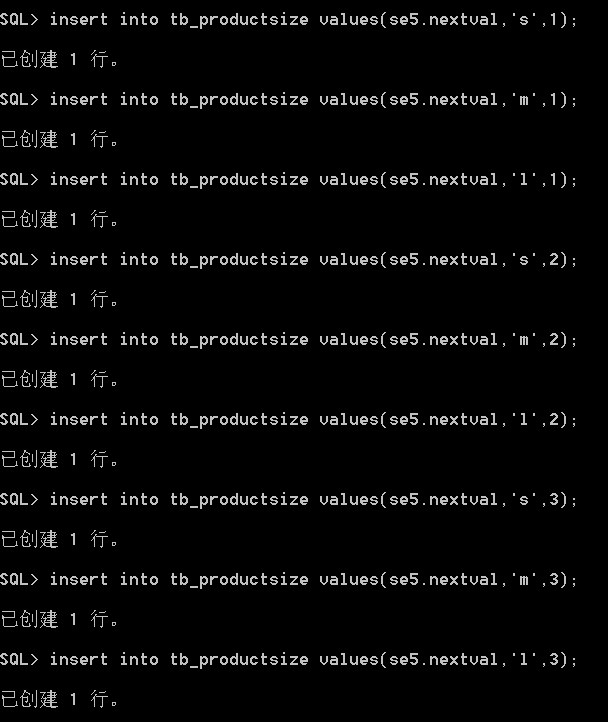 SQL> insert into tb_productsize values(se5.nextval,'s',1);
已创建 1 行。
SQL> insert into tb_productsize values(se5.nextval,'m',1);
已创建 1 行。
SQL> insert into tb_productsize values(se5.nextval,'l',1);
已创建 1 行。
SQL> insert into tb_productsize values(se5.nextval,'s',2);
已创建 1 行。
SQL> insert into tb_productsize values(se5.nextval,'m',2);
已创建 1 行。
SQL> insert into tb_productsize values(se5.nextval,'l',2);
已创建 1 行。
SQL> insert into tb_productsize values(se5.nextval,'s',3);
已创建 1 行。
SQL> insert into tb_productsize values(se5.nextval,'m',3);
已创建 1 行。
SQL> insert into tb_productsize values(se5.nextval,'l',3);
已创建 1 行。